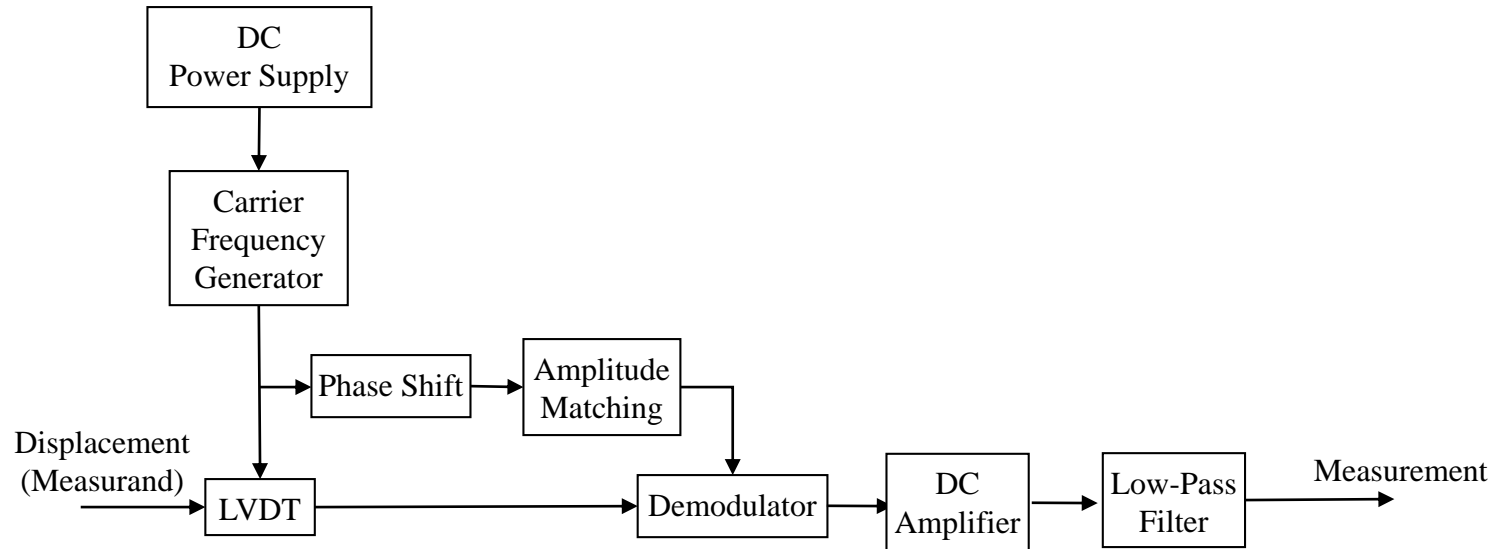 DC
Power Supply
Carrier
Frequency
Generator
Phase Shift
Amplitude
Matching
Displacement
(Measurand)
LVDT
Demodulator
DC
Amplifier
Low-Pass
Filter
Measurement